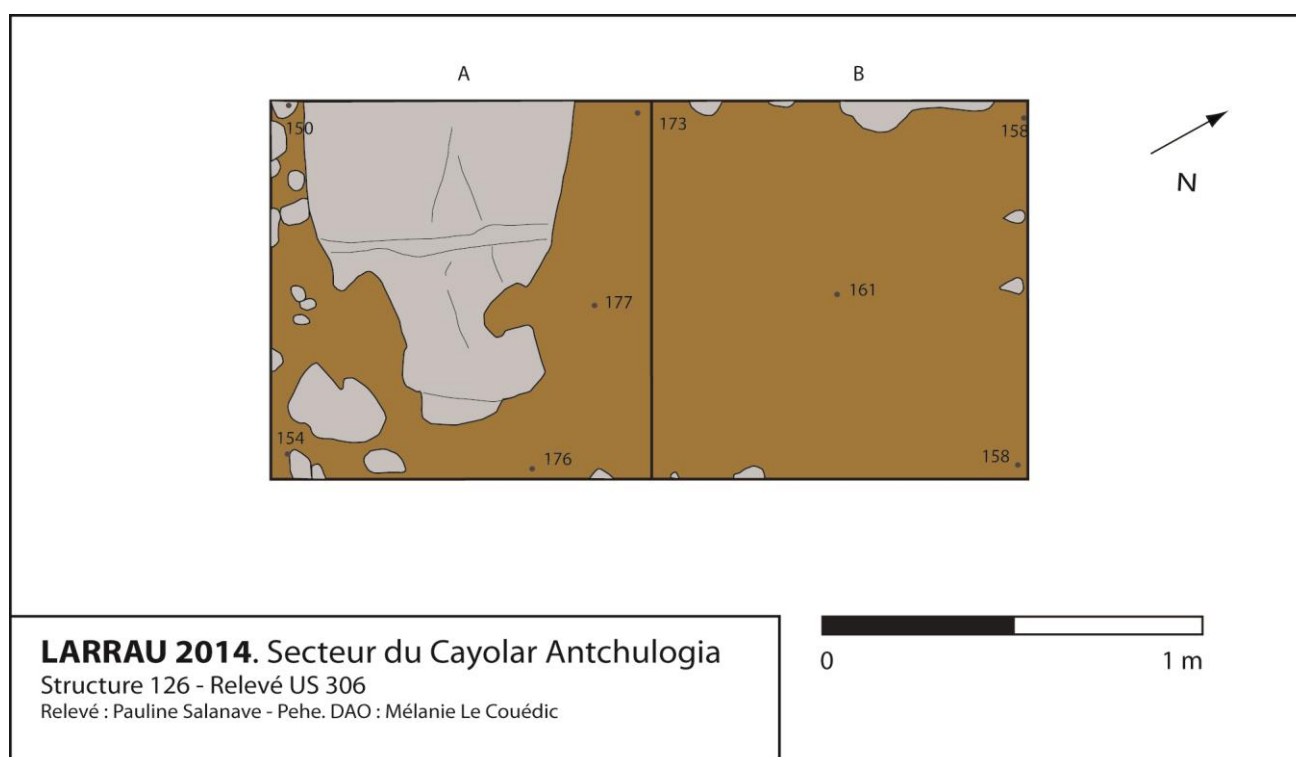 A B
150 173 158
N
177 161
154 176 158
LARRAU 2014. Secteur du Cayolar Antchulogia
Structure 126 - Relevé US 306
Relevé : Pauline Salanave - Pehe. DAO : Mélanie Le Couédic
0 1 m